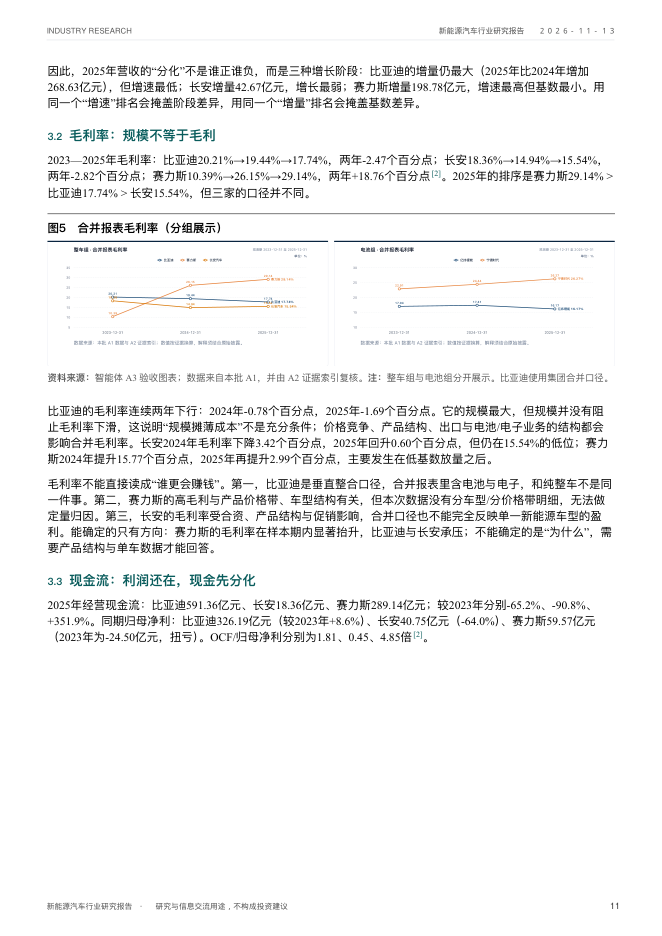 INDUSTRY RESEARCH
新能源汽车行业研究报告 2026-11-13
因此，2025年营收的“分化”不是谁正谁负，而是三种增长阶段：比亚迪的增量仍最大（2025年比2024年增加
268.63亿元），但增速最低；长安增量42.67亿元，增长最弱；赛力斯增量198.78亿元，增速最高但基数最小。用
同一个“增速”排名会掩盖阶段差异，用同一个“增量”排名会掩盖基数差异。
3.2 毛利率：规模不等于毛利
2023—2025年毛利率：比亚迪20.21%→19.44%→17.74%，两年-2.47个百分点；长安18.36%→14.94%→15.54%，
两年-2.82个百分点；赛力斯10.39%→26.15%→29.14%，两年+18.76个百分点[2]。2025年的排序是赛力斯29.14% >
比亚迪17.74% > 长安15.54%，但三家的口径并不同。
图5 合并报表毛利率（分组展示）
整车组 · 合并报表毛利率
单位：%
比亚迪 赛力斯 长安汽车
2023-12-31 2024-12-31 2025-12-31
电池组 · 合并报表毛利率
单位：%
宁德时代
2023-12-31 2024-12-31 2025-12-31
资料来源：智能体 A3 验收图表；数据来自本批 A1，并由 A2 证据索引复核。注：整车组与电池组分开展示。比亚迪使用集团合并口径。
比亚迪的毛利率连续两年下行：2024年-0.78个百分点，2025年-1.69个百分点。它的规模最大，但规模并没有阻
止毛利率下滑，这说明“规模摊薄成本”不是充分条件；价格竞争、产品结构、出口与电池/电子业务的结构都会
影响合并毛利率。长安2024年毛利率下降3.42个百分点，2025年回升0.60个百分点，但仍在15.54%的低位；赛力
斯2024年提升15.77个百分点，2025年再提升2.99个百分点，主要发生在低基数放量之后。
毛利率不能直接读成“谁更会赚钱”。第一，比亚迪是垂直整合口径，合并报表里含电池与电子，和纯整车不是同
一件事。第二，赛力斯的高毛利与产品价格带、车型结构有关，但本次数据没有分车型/分价格带明细，无法做
定量归因。第三，长安的毛利率受合资、产品结构与促销影响，合并口径也不能完全反映单一新能源车型的盈
利。能确定的只有方向：赛力斯的毛利率在样本期内显著抬升，比亚迪与长安承压；不能确定的是“为什么”，需
要产品结构与单车数据才能回答。
3.3 现金流：利润还在，现金先分化
2025年经营现金流：比亚迪591.36亿元、长安18.36亿元、赛力斯289.14亿元；较2023年分别-65.2%、-90.8%、
+351.9%。同期归母净利：比亚迪326.19亿元（较2023年+8.6%）、长安40.75亿元（-64.0%）、赛力斯59.57亿元
（2023年为-24.50亿元，扭亏）。OCF/归母净利分别为1.81、0.45、4.85倍[2]。
新能源汽车行业研究报告 · 研究与信息交流用途，不构成投资建议
11